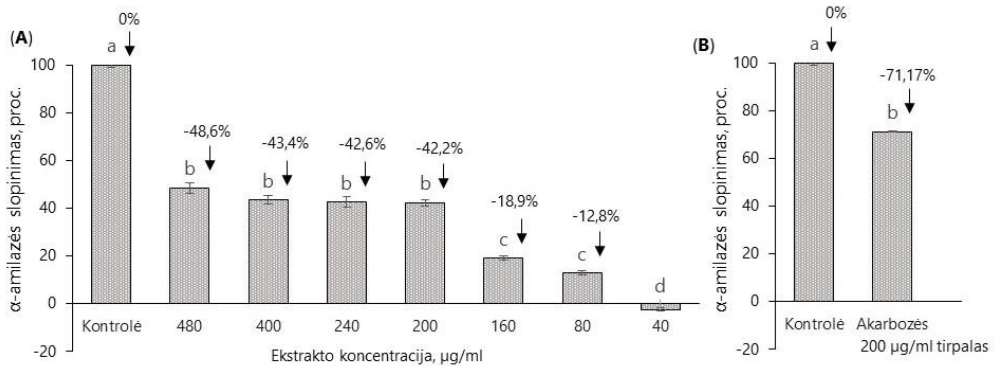 (A)
0%
a
-48,6%
-43,4%
-42,6%
-42,2%
-18,9%
-12,8%
b
b
b
b
c
c
d
α-amilazės slopinimas, proc.
100
80
60
40
20
0
-20
Kontrolė 480 400 240 200 160 80 40
Ekstrakto koncentracija, µg/ml
(B)
0%
a
-71,17%
b
α-amilazės slopinimas, proc.
100
80
60
40
20
0
-20
Kontrolė Akarbozės
200 µg/ml tirpalas